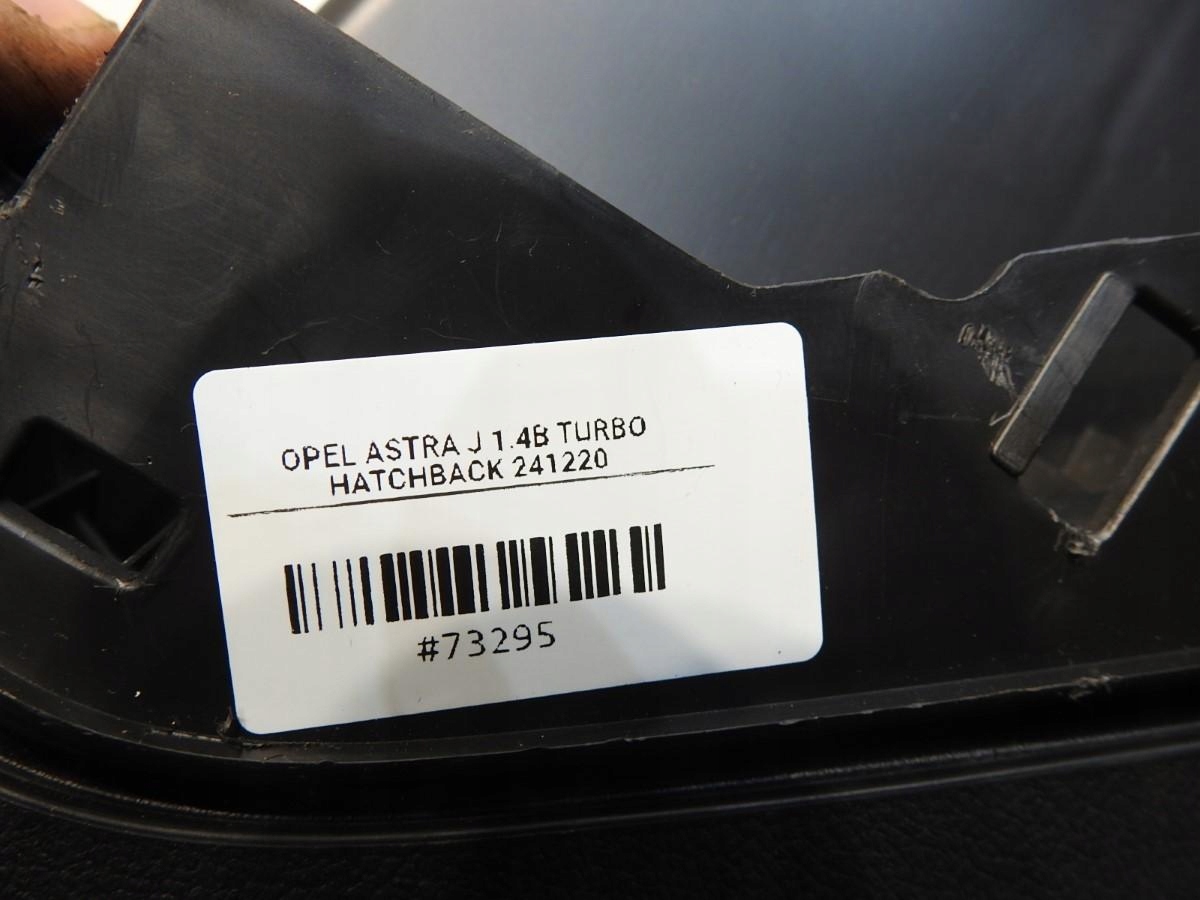 OPEL ASTRA J 1.4B TURBO
HATCHBACK 241220
#73295